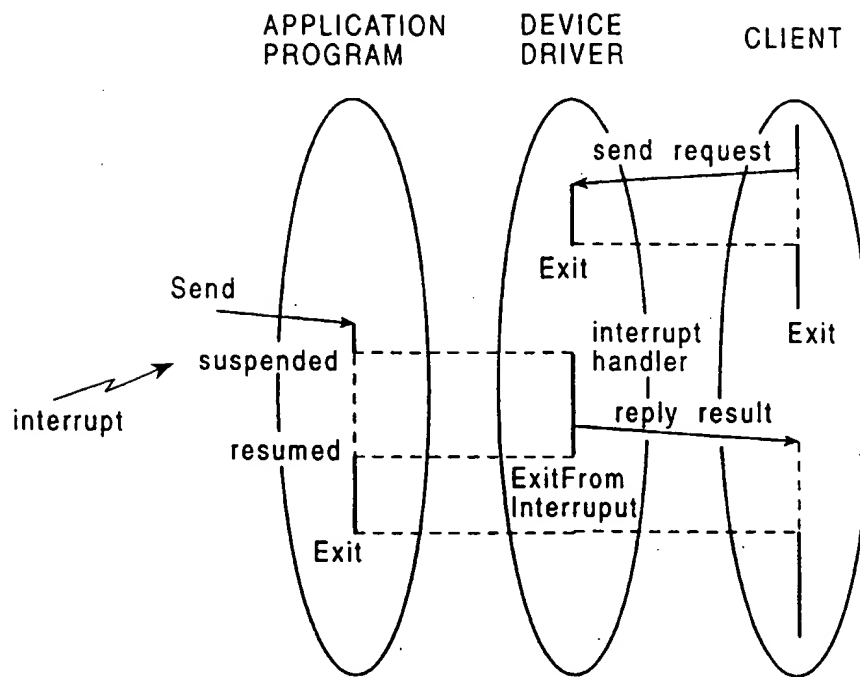 APPLICATION
PROGRAM
DEVICE
DRIVER
CLIENT
send request
Exit
Exit
Send
interrupt
handler
suspended
interrupt
reply result
resumed
ExitFrom
Interruput
Exit